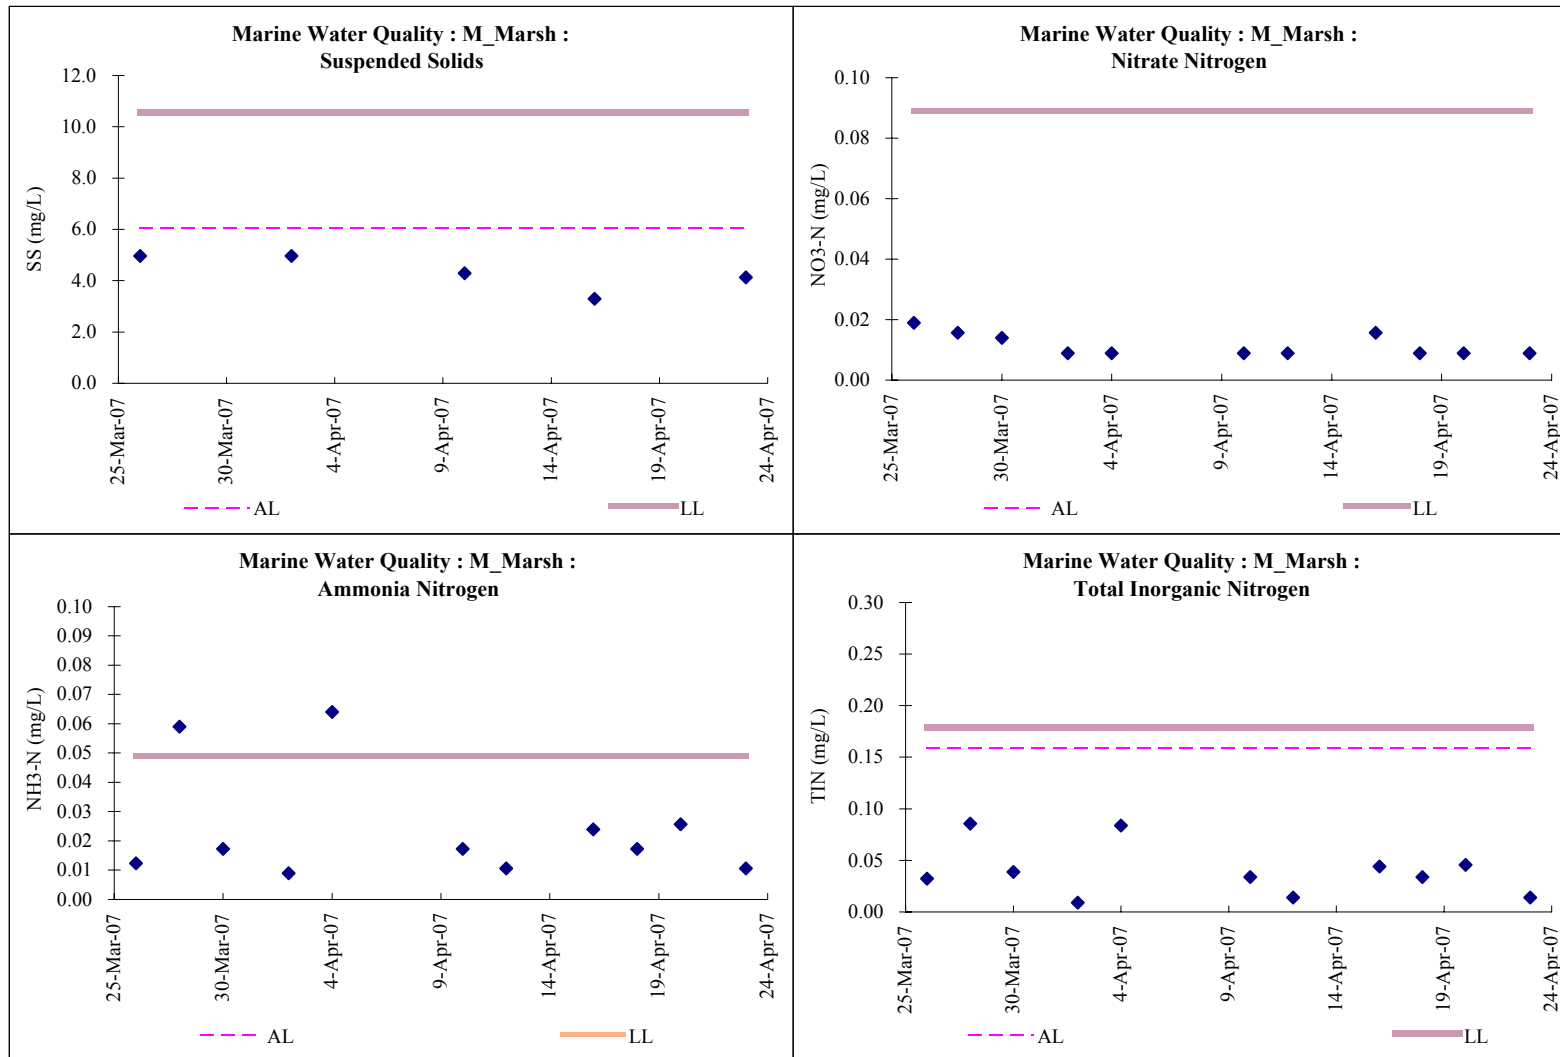 Marine Water Quality : M_Marsh :
Suspended Solids
12.0
10.0
8.0
6.0
4.0
2.0
0.0
SS (mg/L)
25-Mar-07
30-Mar-07
4-Apr-07
9-Apr-07
14-Apr-07
19-Apr-07
24-Apr-07
AL
LL
Marine Water Quality : M_Marsh :
Nitrate Nitrogen
0.10
0.08
0.06
0.04
0.02
0.00
NO3-N (mg/L)
25-Mar-07
30-Mar-07
4-Apr-07
9-Apr-07
14-Apr-07
19-Apr-07
24-Apr-07
AL
LL
Marine Water Quality : M_Marsh :
Ammonia Nitrogen
0.10
0.09
0.08
0.07
0.06
0.05
0.04
0.03
0.02
0.01
0.00
NH3-N (mg/L)
25-Mar-07
30-Mar-07
4-Apr-07
9-Apr-07
14-Apr-07
19-Apr-07
24-Apr-07
AL
LL
Marine Water Quality : M_Marsh :
Total Inorganic Nitrogen
0.30
0.25
0.20
0.15
0.10
0.05
0.00
TIN (mg/L)
25-Mar-07
30-Mar-07
4-Apr-07
9-Apr-07
14-Apr-07
19-Apr-07
24-Apr-07
AL
LL